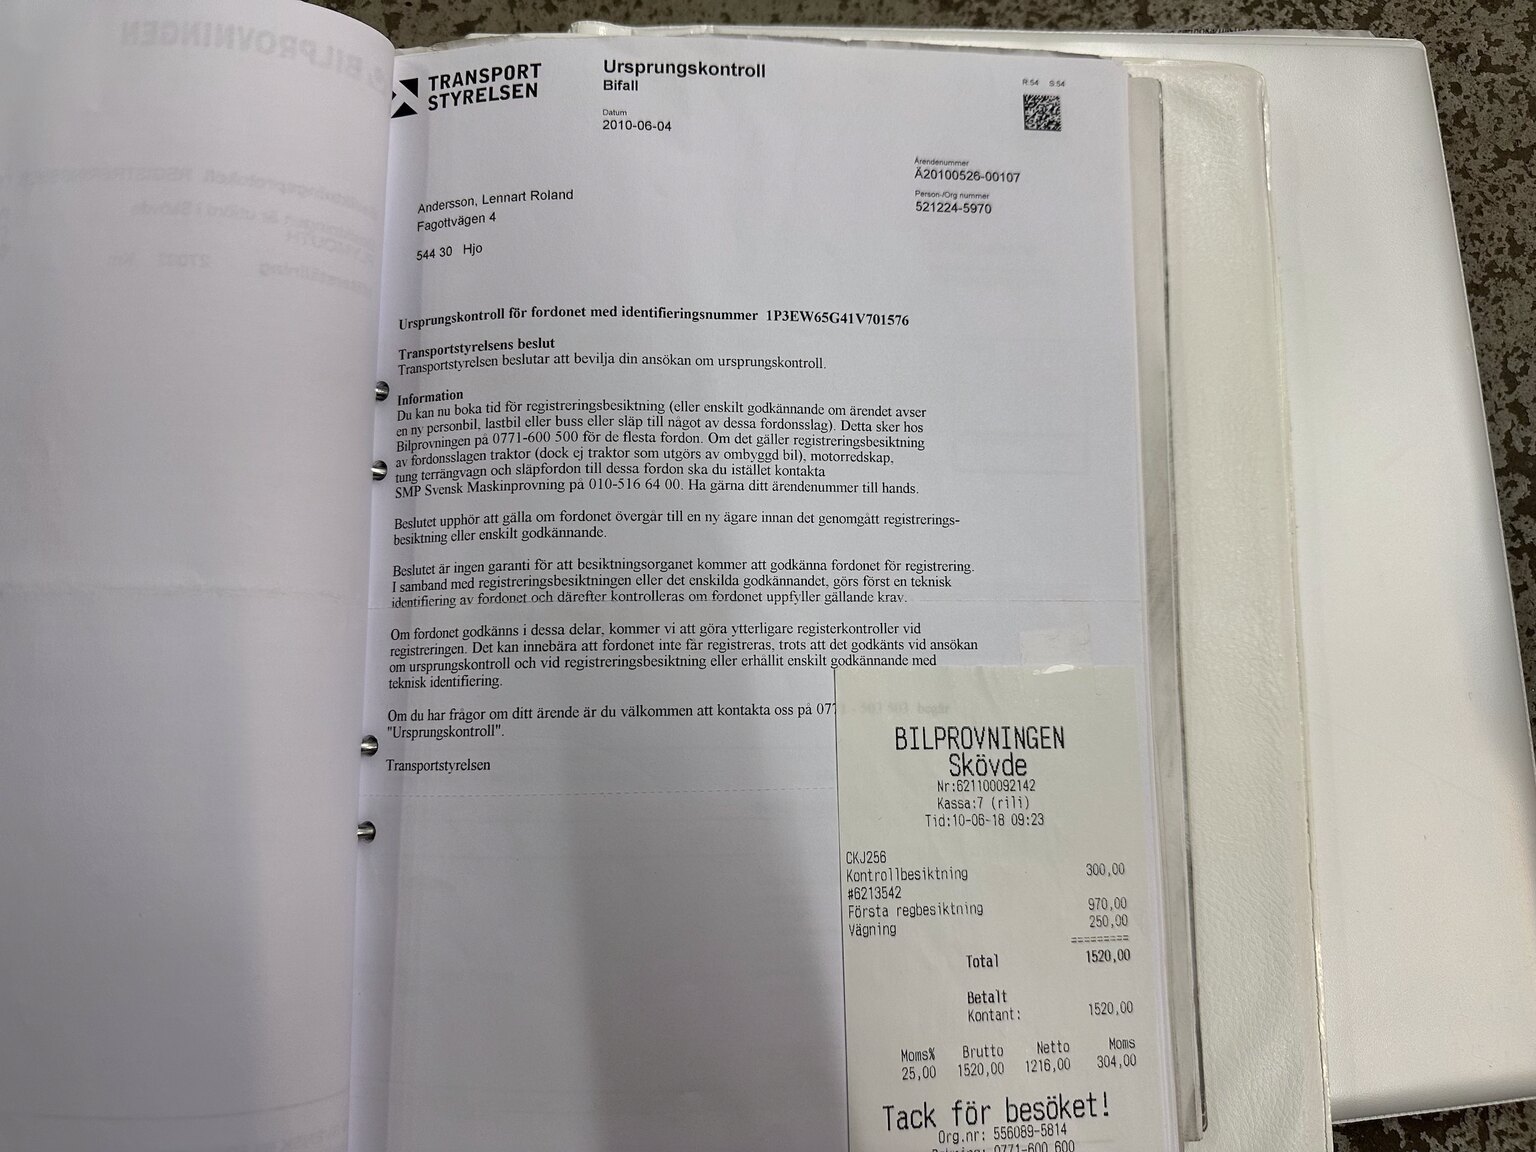 TRANSPORT
STYRELSEN
Ursprungskontroll
Bifall
Datum
2010-06-04
R 54 S 54
Ärendenummer
Ä20100526-00107
Person-/Org nummer
521224-5970
Andersson, Lennart Roland
Fagottvägen 4
544 30 Hjo
Ursprungskontroll för fordonet med identifieringsnummer 1P3EW65G41V701576
Transportstyrelsens beslut
Transportstyrelsen beslutar att bevilja din ansökan om ursprungskontroll.
Information
Du kan nu boka tid för registreringsbesiktning (eller enskilt godkännande om ärendet avser
en ny personbil, lastbil eller buss eller släp till något av dessa fordonsslag). Detta sker hos
Bilprovningen på 0771-600 500 för de flesta fordon. Om det gäller registreringsbesiktning
av fordonsslagen traktor (dock ej traktor som utgörs av ombyggd bil), motorredskap,
tung terrängvagn och släpfordon till dessa fordon ska du istället kontakta
SMP Svensk Maskinprovning på 010-516 64 00. Ha gärna ditt ärendenummer till hands.
Beslutet upphör att gälla om fordonet övergår till en ny ägare innan det genomgått registrerings-
besiktning eller enskilt godkännande.
Beslutet är ingen garanti för att besiktningsorganet kommer att godkänna fordonet för registrering.
I samband med registreringsbesiktningen eller det enskilda godkännandet, görs först en teknisk
identifiering av fordonet och därefter kontrolleras om fordonet uppfyller gällande krav.
Om fordonet godkänns i dessa delar, kommer vi att göra ytterligare registerkontroller vid
registreringen. Det kan innebära att fordonet inte får registreras, trots att det godkänts vid ansökan
om ursprungskontroll och vid registreringsbesiktning eller erhållit enskilt godkännande med
teknisk identifiering.
Om du har frågor om ditt ärende är du välkommen att kontakta oss på 077
"Ursprungskontroll".
Transportstyrelsen
BILPROVNINGEN
Skövde
Nr:621100092142
Kassa:7 (rili)
Tid:10-06-18 09:23
CKJ256
Kontrollbesiktning 300,00
#6213542
Första regbesiktning 970,00
Vägning 250,00
=========
Total 1520,00
Betalt
Kontant: 1520,00
Moms% Brutto Netto Moms
25,00 1520,00 1216,00 304,00
Tack för besöket!
Org.nr: 556089-5814
0771-600 600